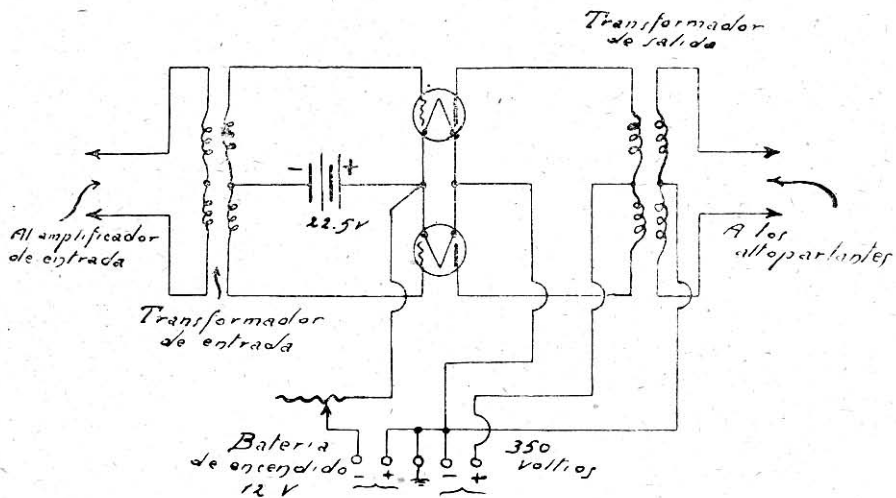 Transformador
de salida
- +
22.5V
Al amplificador
de entrada
A los
altoparlantes
Transformador
de entrada
Bateria
de encendido
12 V
- +
- +
350
voltios